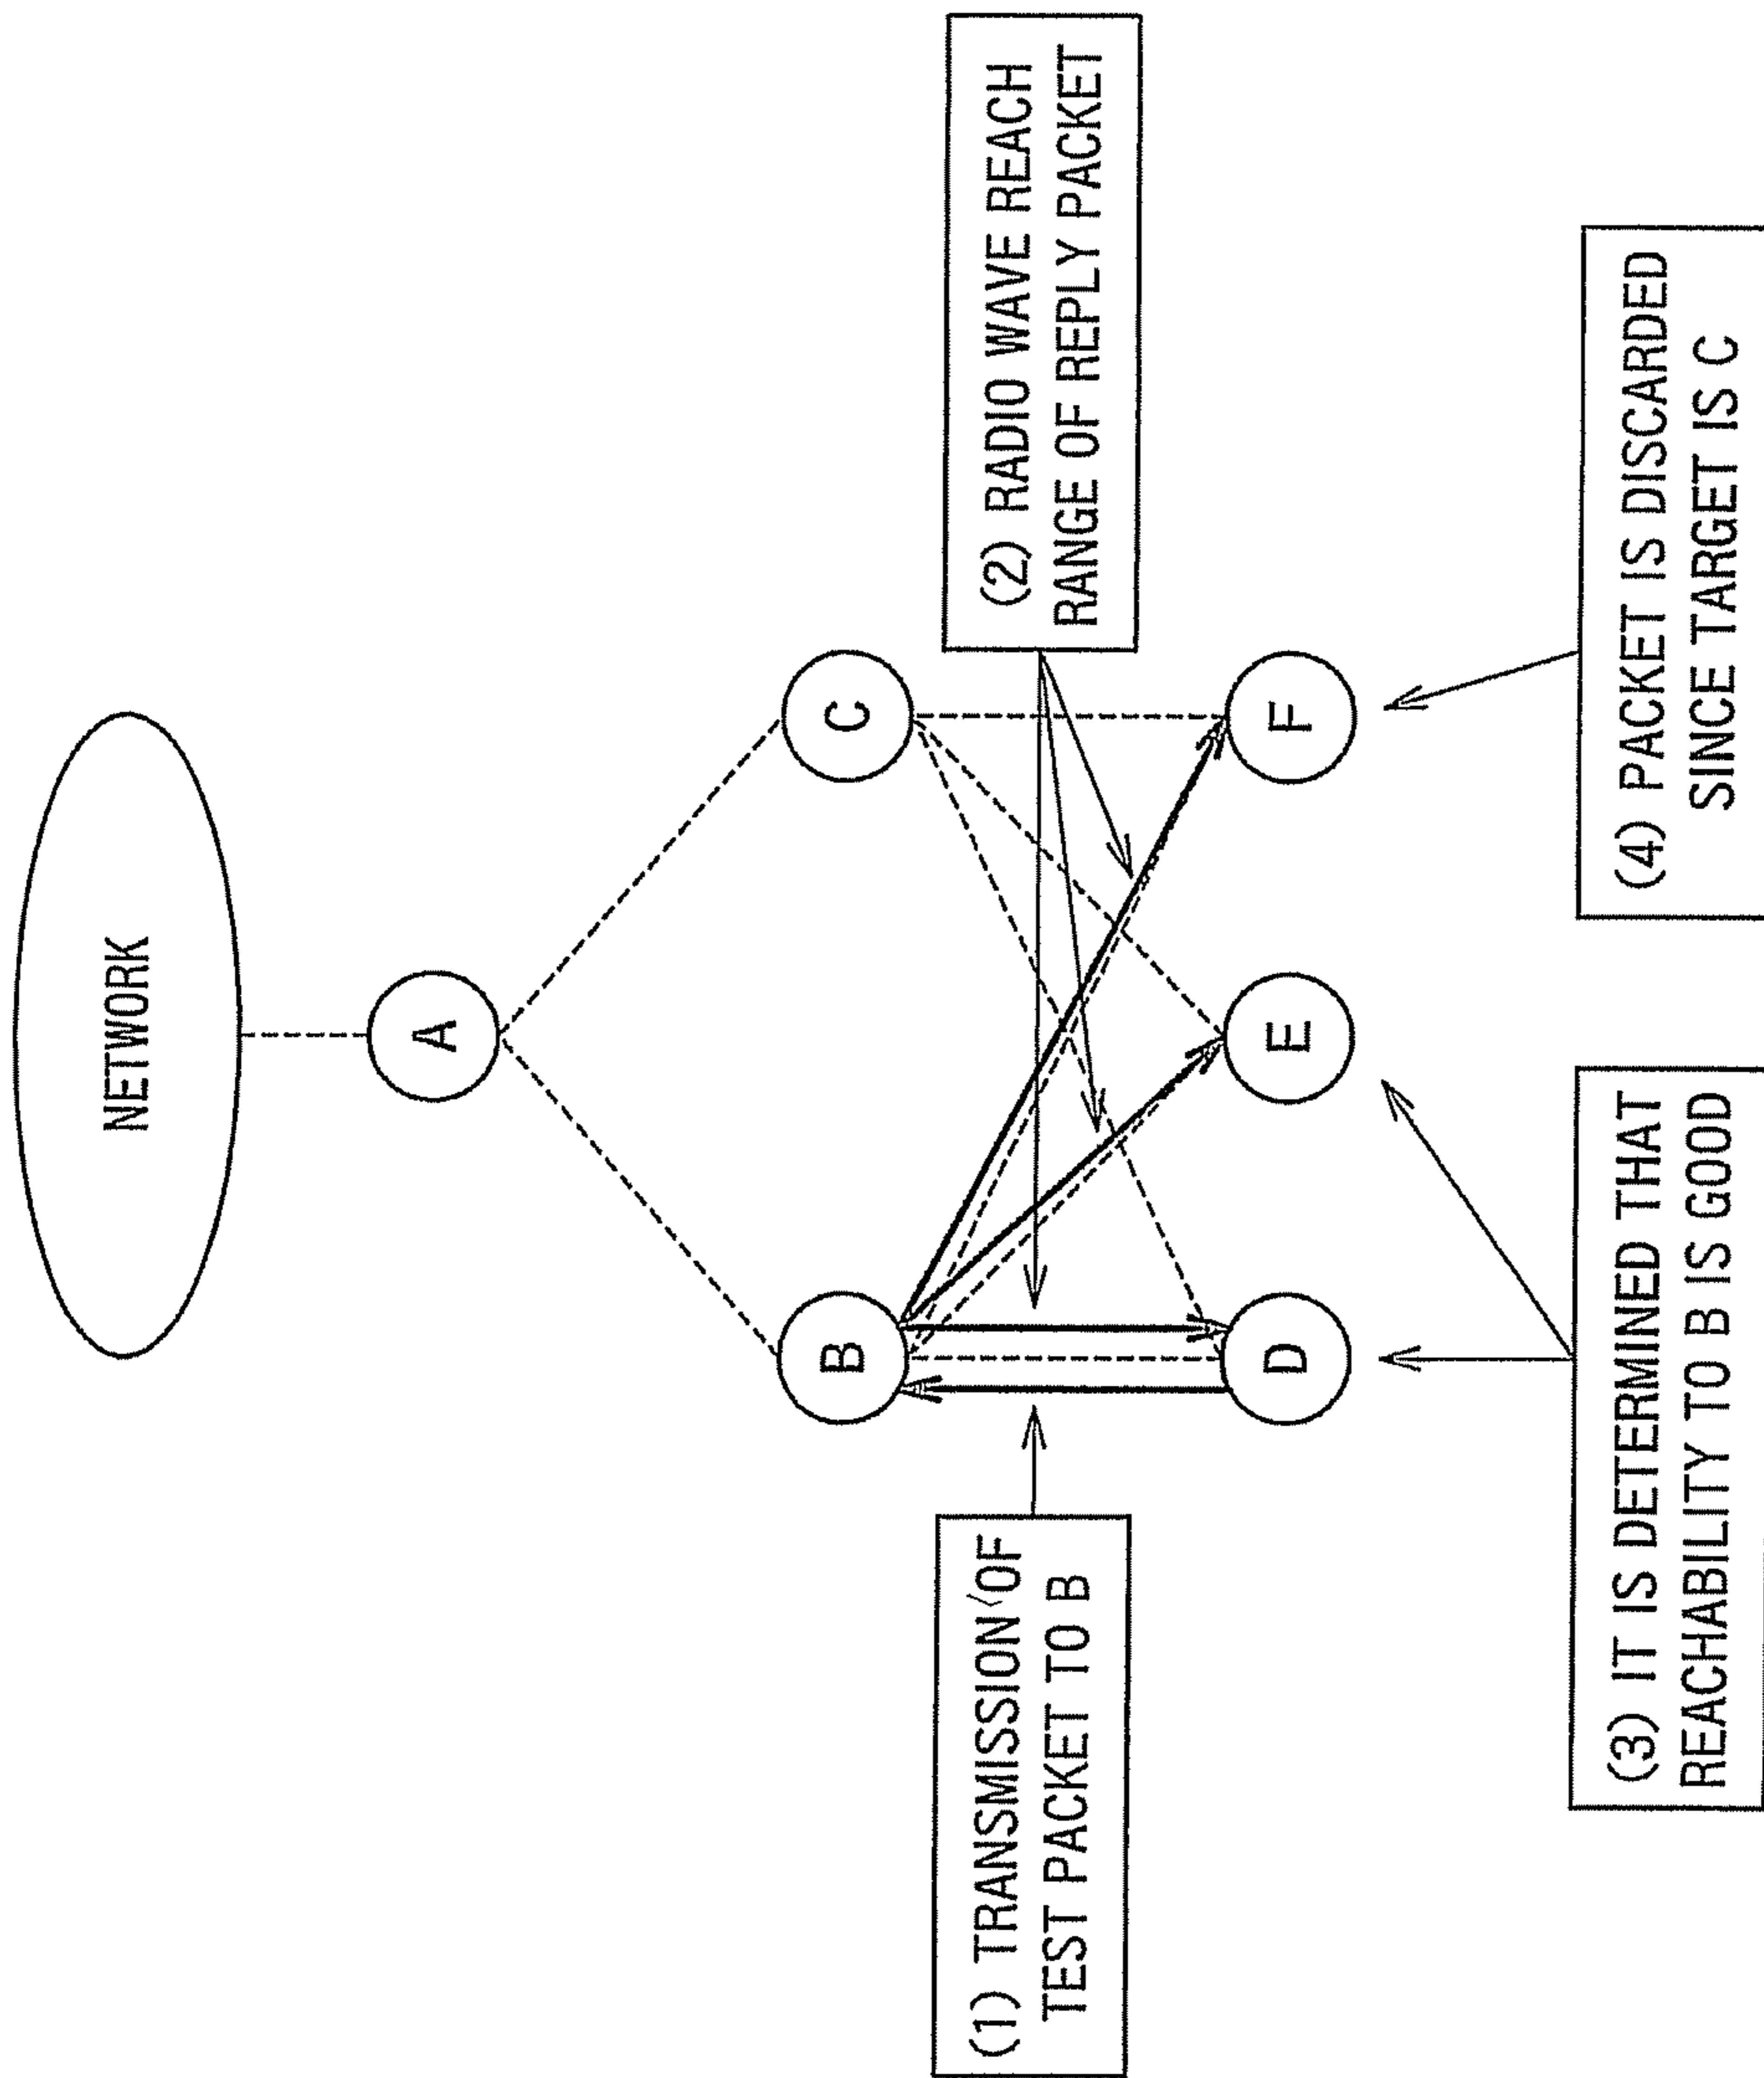 NETWORK
A
B
C
D
E
F
(1) TRANSMISSION OF
TEST PACKET TO B
(2) RADIO WAVE REACH
RANGE OF REPLY PACKET
(3) IT IS DETERMINED THAT
REACHABILITY TO B IS GOOD
(4) PACKET IS DISCARDED
SINCE TARGET IS C